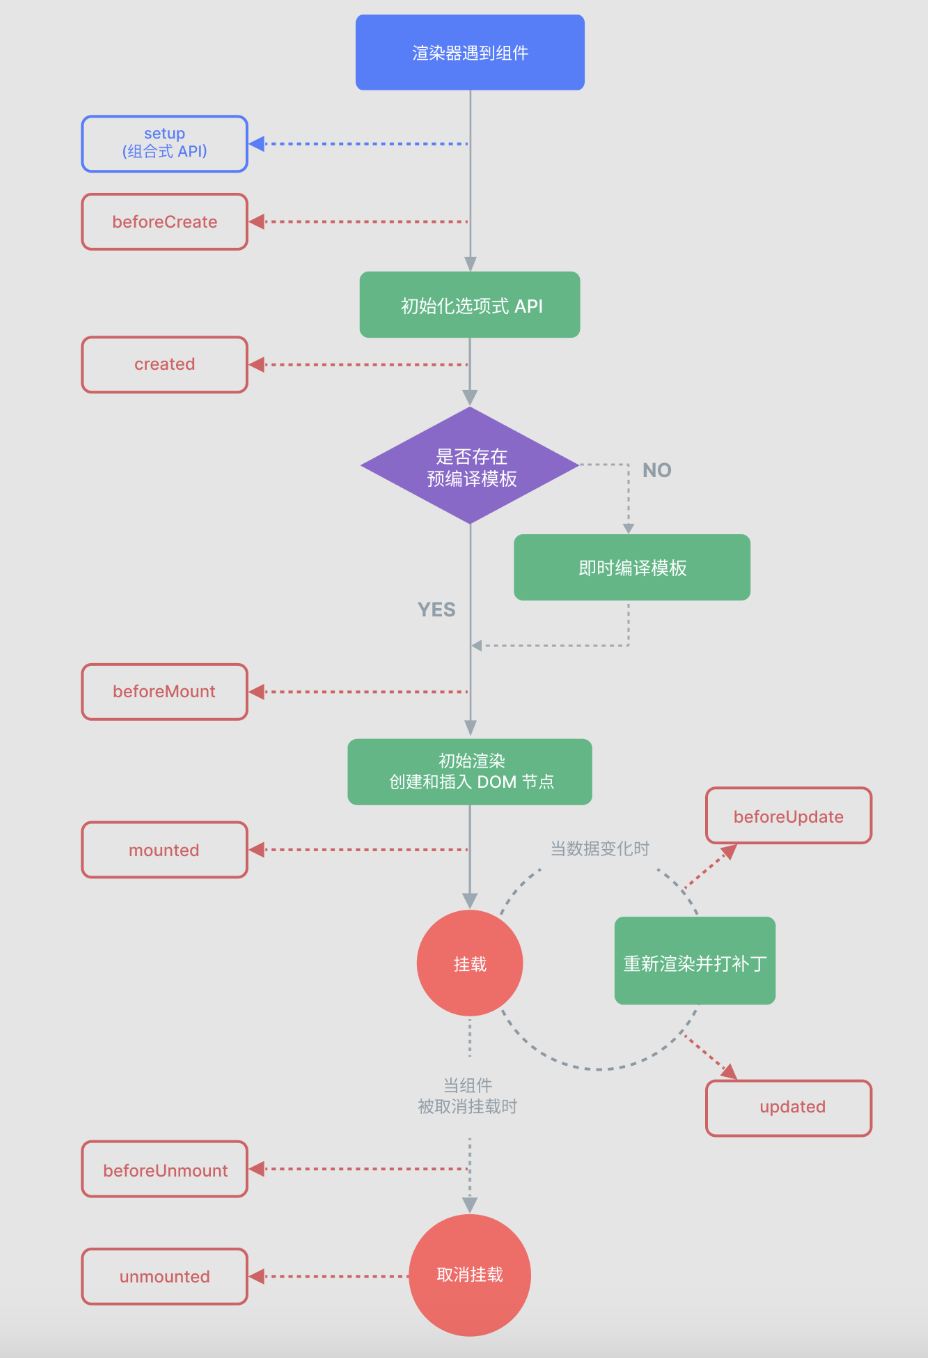 渲染器遇到组件
setup
(组合式 API)
beforeCreate
初始化选项式 API
created
是否存在
预编译模板
NO
即时编译模板
YES
beforeMount
初始渲染
创建和插入 DOM 节点
beforeUpdate
mounted
当数据变化时
挂载
重新渲染并打补丁
当组件
被取消挂载时
updated
beforeUnmount
取消挂载
unmounted